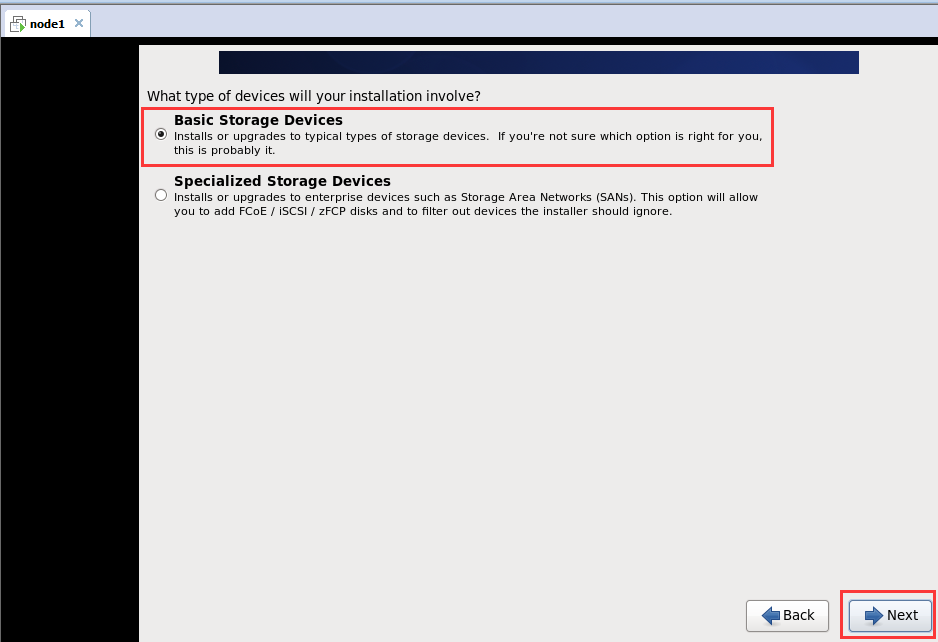 node1
What type of devices will your installation involve?
Basic Storage Devices
Installs or upgrades to typical types of storage devices.  If you're not sure which option is right for you,
this is probably it.
Specialized Storage Devices
Installs or upgrades to enterprise devices such as Storage Area Networks (SANs). This option will allow
you to add FCoE / iSCSI / zFCP disks and to filter out devices the installer should ignore.
Back
Next